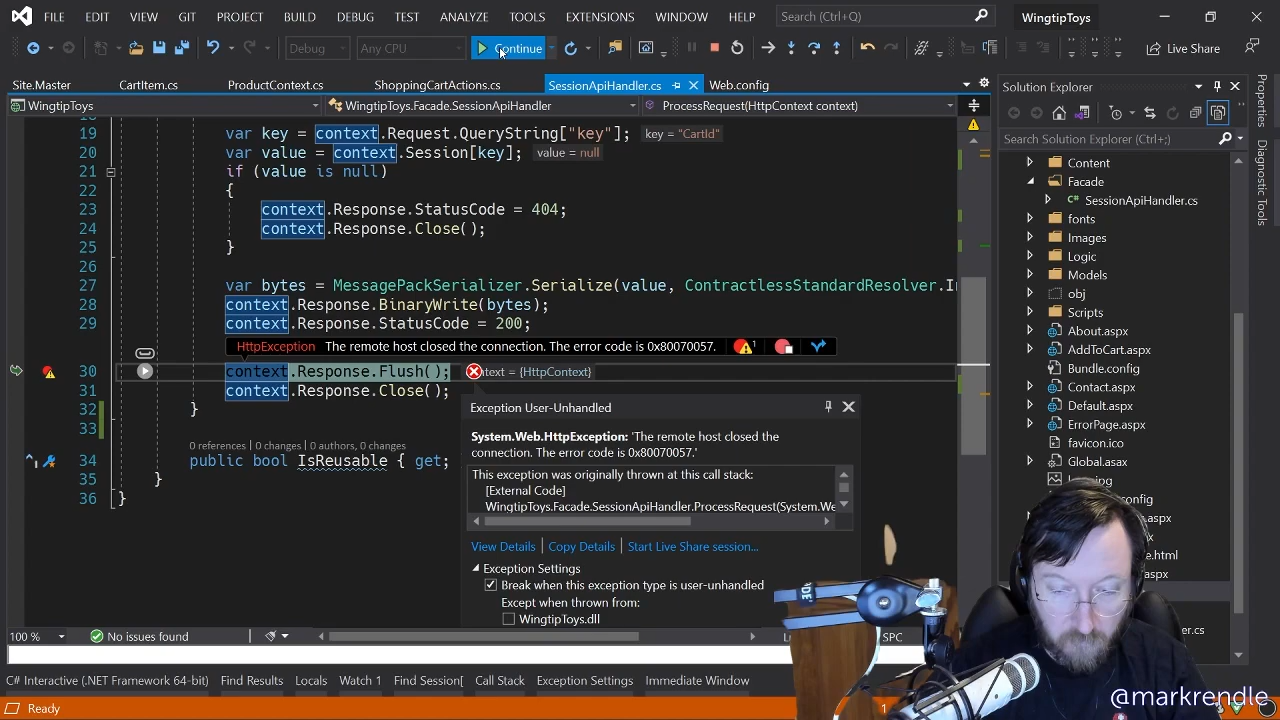 FILE EDIT VIEW GIT PROJECT BUILD DEBUG TEST ANALYZE TOOLS EXTENSIONS WINDOW HELP Search (Ctrl+Q) WingtipToys
Debug Any CPU Continue Live Share
Site.Master CartItem.cs ProductContext.cs ShoppingCartActions.cs SessionApiHandler.cs Web.config
WingtipToys WingtipToys.Facade.SessionApiHandler ProcessRequest(HttpContext context)
19 var key = context.Request.QueryString["key"]; key = "CartId"
20 var value = context.Session[key]; value = null
21 if (value is null)
22 {
23 context.Response.StatusCode = 404;
24 context.Response.Close();
25 }
26
27 var bytes = MessagePackSerializer.Serialize(value, ContractlessStandardResolver.In
28 context.Response.BinaryWrite(bytes);
29 context.Response.StatusCode = 200;
HttpException The remote host closed the connection. The error code is 0x80070057. 1
30 context.Response.Flush(); ntext = {HttpContext}
31 context.Response.Close();
32 }
33
0 references | 0 changes | 0 authors, 0 changes
34 public bool IsReusable { get;
35 }
36 }
Exception User-Unhandled
System.Web.HttpException: 'The remote host closed the
connection. The error code is 0x80070057.'
This exception was originally thrown at this call stack:
[External Code]
WingtipToys.Facade.SessionApiHandler.ProcessRequest(System.We
View Details | Copy Details | Start Live Share session...
Exception Settings
Break when this exception type is user-unhandled
Except when thrown from:
WingtipToys.dll
100 % No issues found SPC
C# Interactive (.NET Framework 64-bit) Find Results Locals Watch 1 Find Session[ Call Stack Exception Settings Immediate Window
Ready
Solution Explorer
Search Solution Explorer (Ctrl+;)
Content
Facade
SessionApiHandler.cs
fonts
Images
Logic
Models
obj
Scripts
About.aspx
AddToCart.aspx
Bundle.config
Contact.aspx
Default.aspx
ErrorPage.aspx
favicon.ico
Global.asax
Properties
Diagnostic Tools
@markrendle